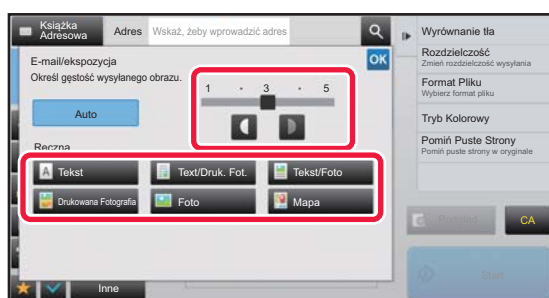 Książka
Adresowa
Adres
Wskaż, żeby wprowadzić adres
E-mail/ekspozycja
OK
Określ gęstość wysyłanego obrazu.
1 · 3 · 5
Auto
Ręczna
Tekst
Text/Druk. Fot.
Tekst/Foto
Drukowana Fotografia
Foto
Mapa
Inne
Wyrównanie tła
Rozdzielczość
Zmień rozdzielczość wysyłania
Format Pliku
Wybierz format pliku
Tryb Kolorowy
Pomiń Puste Strony
Pomiń puste strony w oryginale
Podgląd
CA
Start